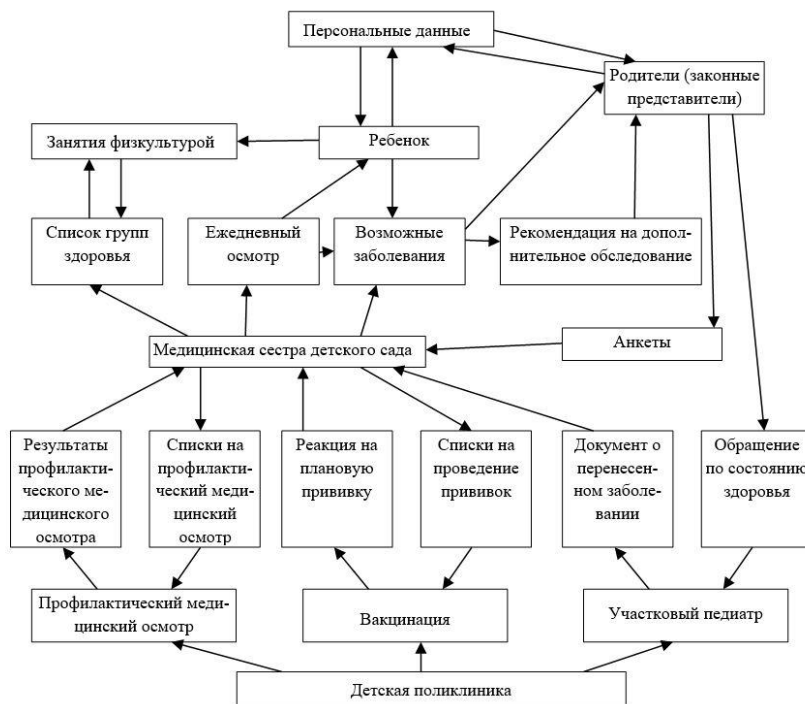 Персональные данные
Родители (законные
представители)
Занятия физкультурой
Ребенок
Список групп
здоровья
Ежедневный
осмотр
Возможные
заболевания
Рекомендация на допол-
нительное обследование
Медицинская сестра детского сада
Анкеты
Результаты
профилакти-
ческого ме-
дицинского
осмотра
Списки на
профилакти-
ческий меди-
цинский
осмотр
Реакция на
плановую
прививку
Списки на
проведение
прививок
Документ о
перенесен-
ном заболе-
вании
Обращение
по состоянию
здоровья
Профилактический меди-
цинский осмотр
Вакцинация
Участковый педиатр
Детская поликлиника